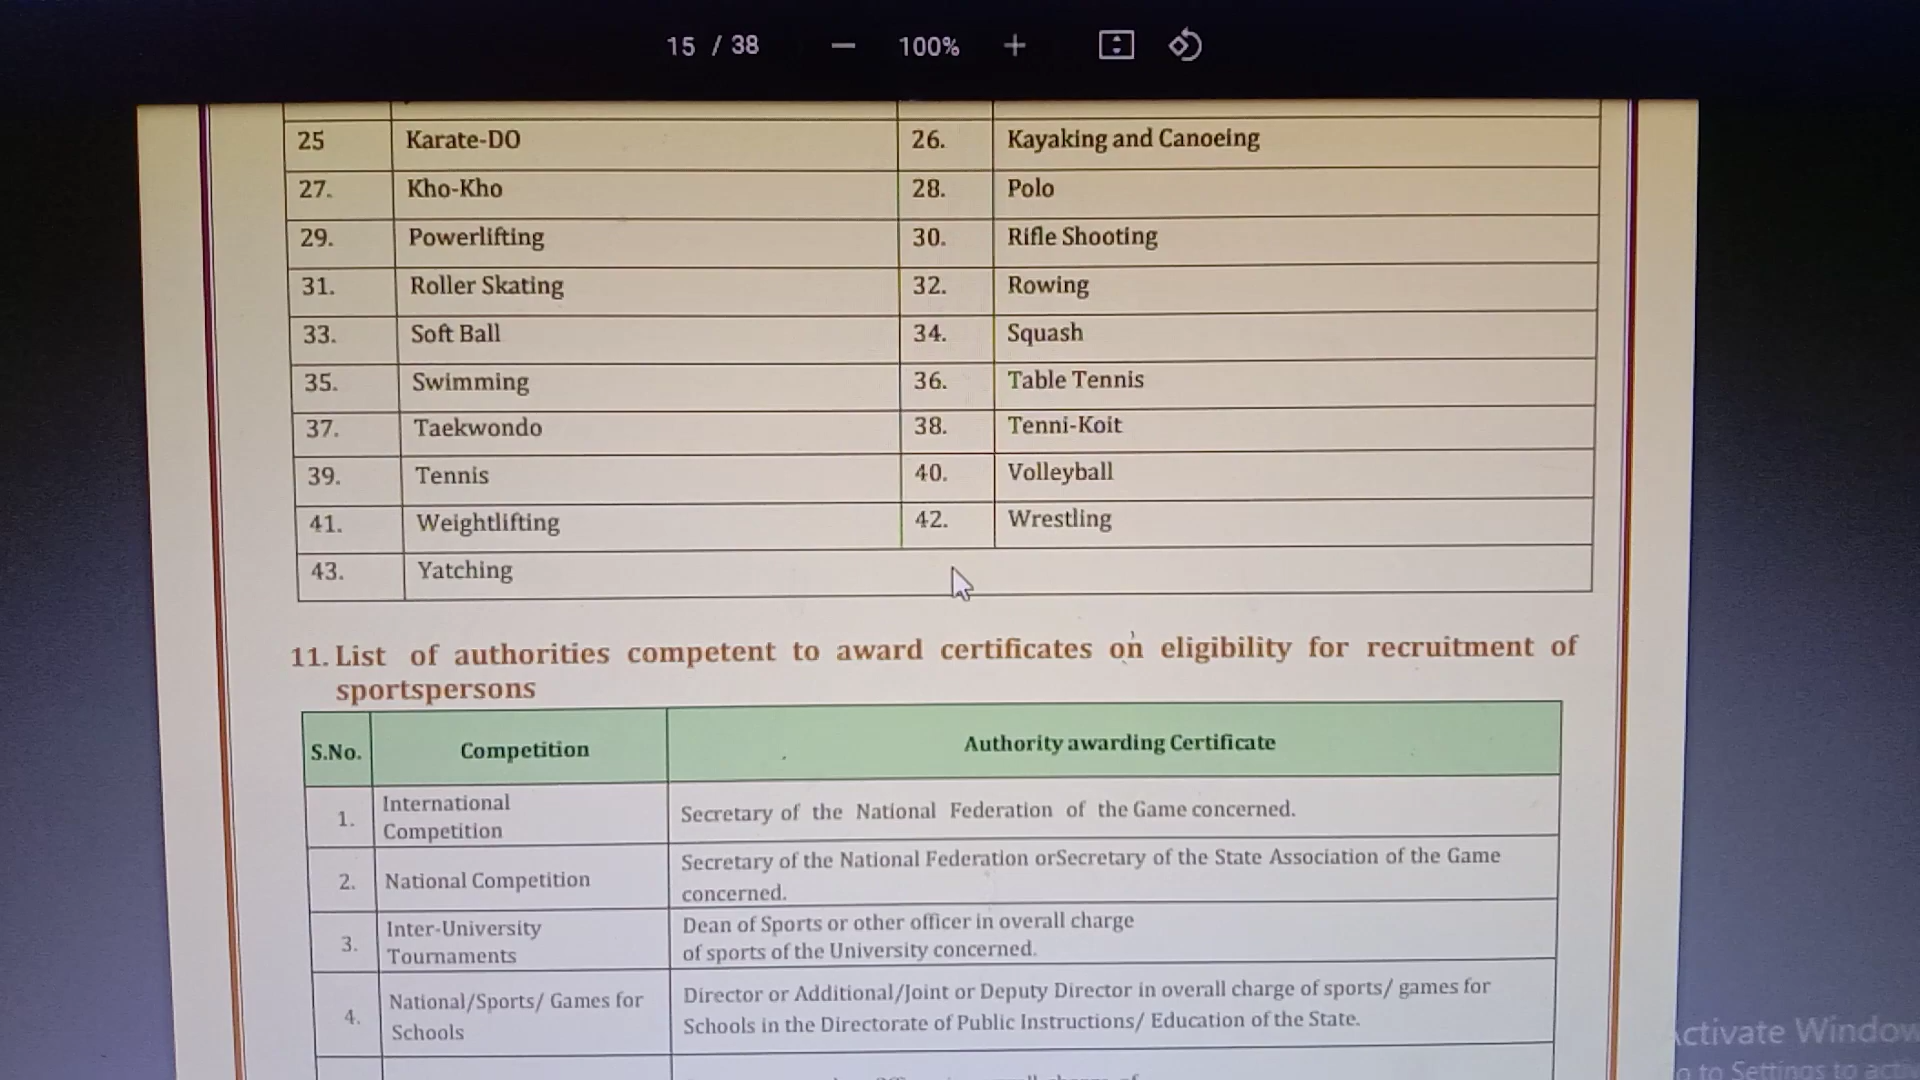 15 / 38
100%
25 Karate-DO 26. Kayaking and Canoeing
27. Kho-Kho 28. Polo
29. Powerlifting 30. Rifle Shooting
31. Roller Skating 32. Rowing
33. Soft Ball 34. Squash
35. Swimming 36. Table Tennis
37. Taekwondo 38. Tenni-Koit
39. Tennis 40. Volleyball
41. Weightlifting 42. Wrestling
43. Yatching
11. List of authorities competent to award certificates on eligibility for recruitment of
sportspersons
S.No. Competition Authority awarding Certificate
1. International
Competition
Secretary of the National Federation of the Game concerned.
2. National Competition
Secretary of the National Federation orSecretary of the State Association of the Game
concerned.
3. Inter-University
Tournaments
Dean of Sports or other officer in overall charge
of sports of the University concerned.
4. National/Sports/ Games for
Schools
Director or Additional/Joint or Deputy Director in overall charge of sports/ games for
Schools in the Directorate of Public Instructions/ Education of the State.
Activate Window
to Settings to